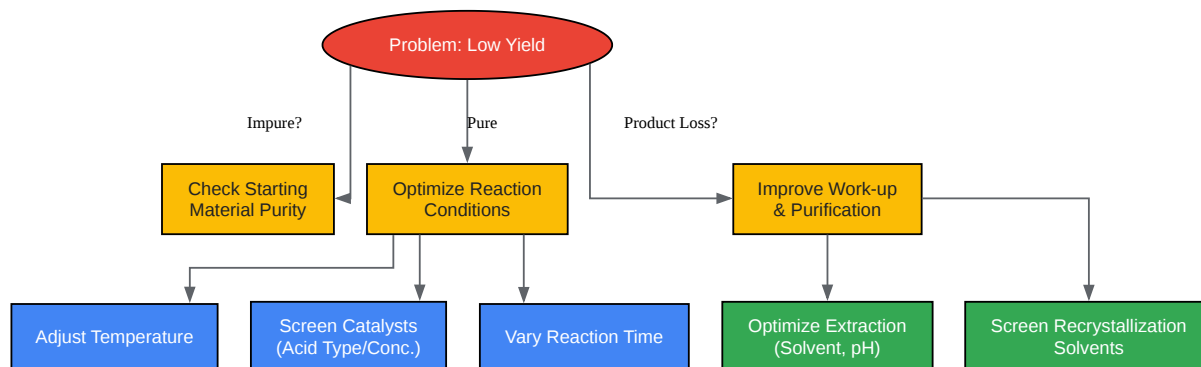 Problem: Low Yield
Impure?
Pure
Product Loss?
Check Starting
Material Purity
Optimize Reaction
Conditions
Improve Work-up
& Purification
Adjust Temperature
Screen Catalysts
(Acid Type/Conc.)
Vary Reaction Time
Optimize Extraction
(Solvent, pH)
Screen Recrystallization
Solvents